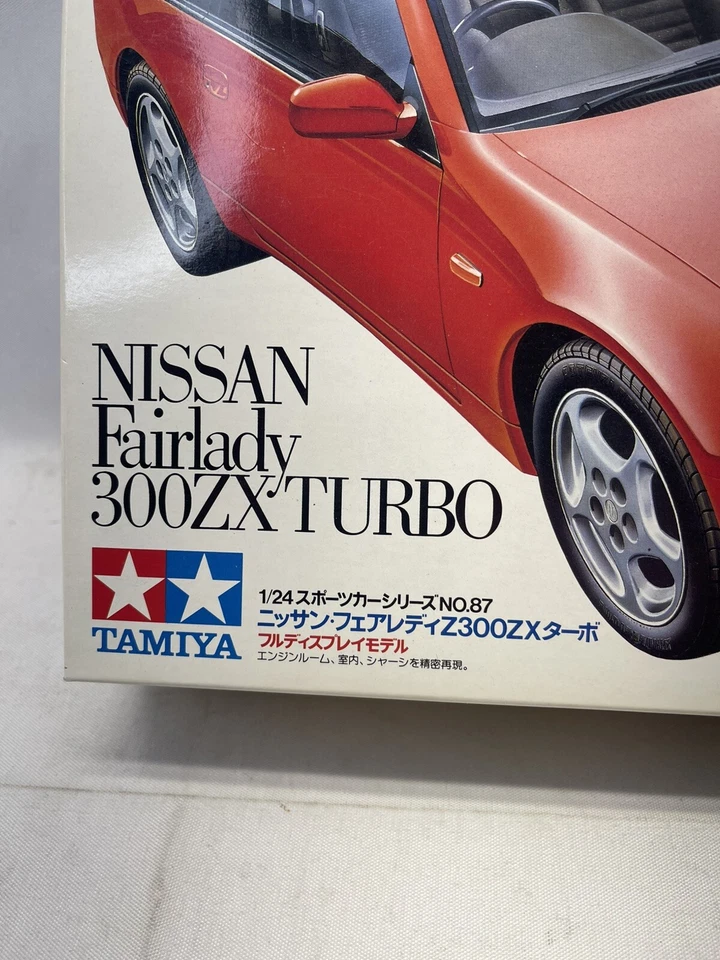 NISSAN
Fairlady
300ZX TURBO
TAMIYA
1/24 スポーツカーシリーズ NO.87
ニッサン・フェアレディZ300ZXターボ
フルディスプレイモデル
エンジンルーム、室内、シャーシを精密再現。